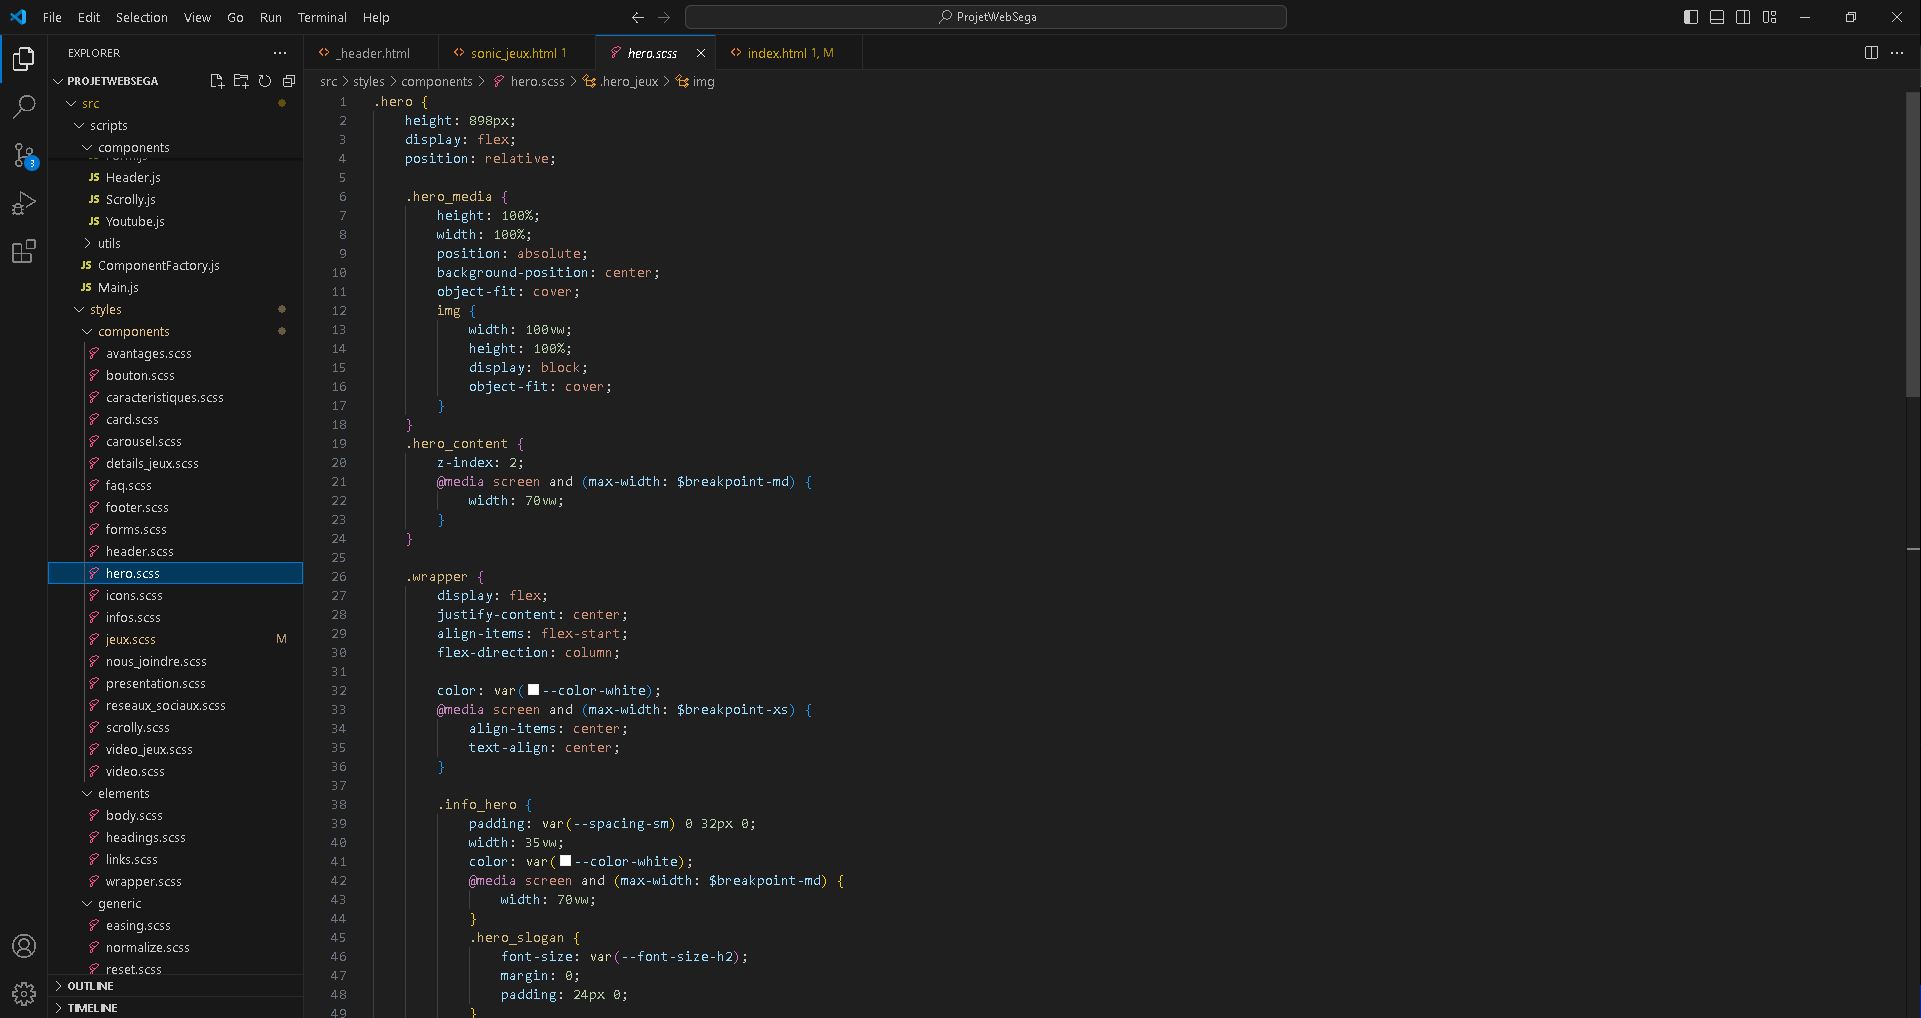 File Edit Selection View Go Run Terminal Help
ProjetWebSega
EXPLORER
PROJETWEBSEGA
src
scripts
components
Header.js
Scrolly.js
Youtube.js
utils
ComponentFactory.js
Main.js
styles
components
avantages.scss
bouton.scss
caracteristiques.scss
card.scss
carousel.scss
details_jeux.scss
faq.scss
footer.scss
forms.scss
header.scss
hero.scss
icons.scss
infos.scss
jeux.scss M
nous_joindre.scss
presentation.scss
reseaux_sociaux.scss
scrolly.scss
video_jeux.scss
video.scss
elements
body.scss
headings.scss
links.scss
wrapper.scss
generic
easing.scss
normalize.scss
reset.scss
OUTLINE
TIMELINE
3
_header.html
sonic_jeux.html 1
hero.scss
index.html 1, M
src > styles > components > hero.scss > .hero_jeux > img
1 .hero {
2 height: 898px;
3 display: flex;
4 position: relative;
5
6 .hero_media {
7 height: 100%;
8 width: 100%;
9 position: absolute;
10 background-position: center;
11 object-fit: cover;
12 img {
13 width: 100vw;
14 height: 100%;
15 display: block;
16 object-fit: cover;
17 }
18 }
19 .hero_content {
20 z-index: 2;
21 @media screen and (max-width: $breakpoint-md) {
22 width: 70vw;
23 }
24 }
25
26 .wrapper {
27 display: flex;
28 justify-content: center;
29 align-items: flex-start;
30 flex-direction: column;
31
32 color: var(--color-white);
33 @media screen and (max-width: $breakpoint-xs) {
34 align-items: center;
35 text-align: center;
36 }
37
38 .info_hero {
39 padding: var(--spacing-sm) 0 32px 0;
40 width: 35vw;
41 color: var(--color-white);
42 @media screen and (max-width: $breakpoint-md) {
43 width: 70vw;
44 }
45 .hero_slogan {
46 font-size: var(--font-size-h2);
47 margin: 0;
48 padding: 24px 0;
49 }